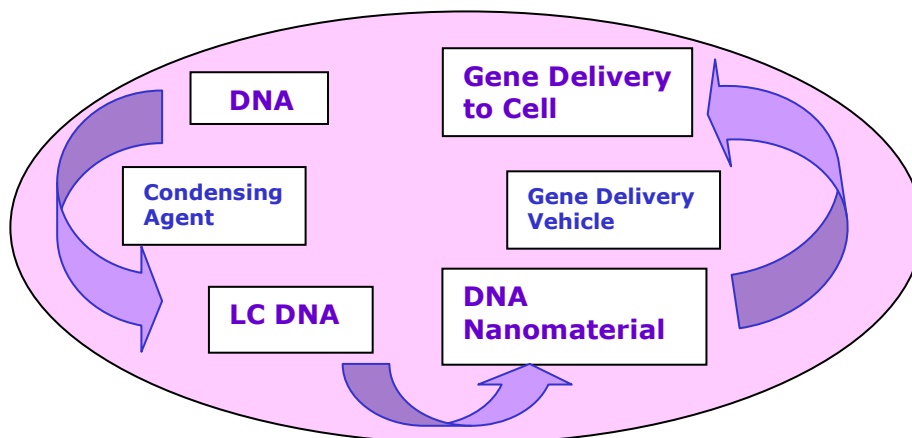 DNA
Condensing
Agent
LC DNA
DNA
Nanomaterial
Gene Delivery
Vehicle
Gene Delivery
to Cell